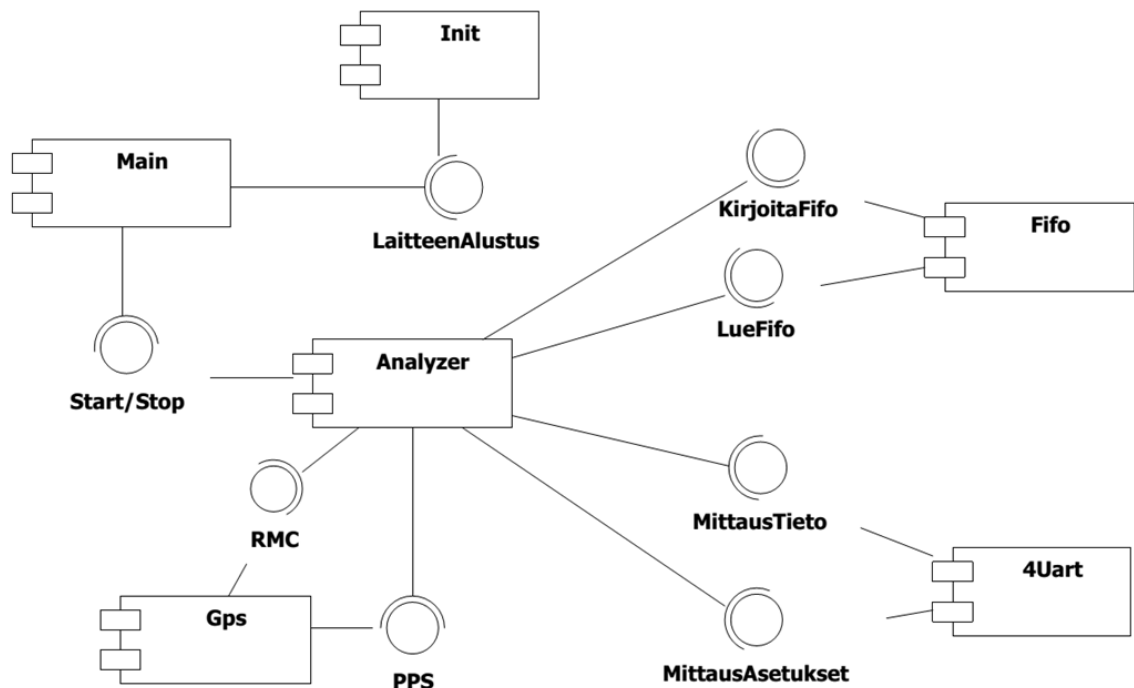 Init
Main
LaitteenAlustus
KirjoitaFifo
Fifo
LueFifo
Analyzer
Start/Stop
MittausTieto
RMC
4Uart
Gps
MittausAsetukset
PPS